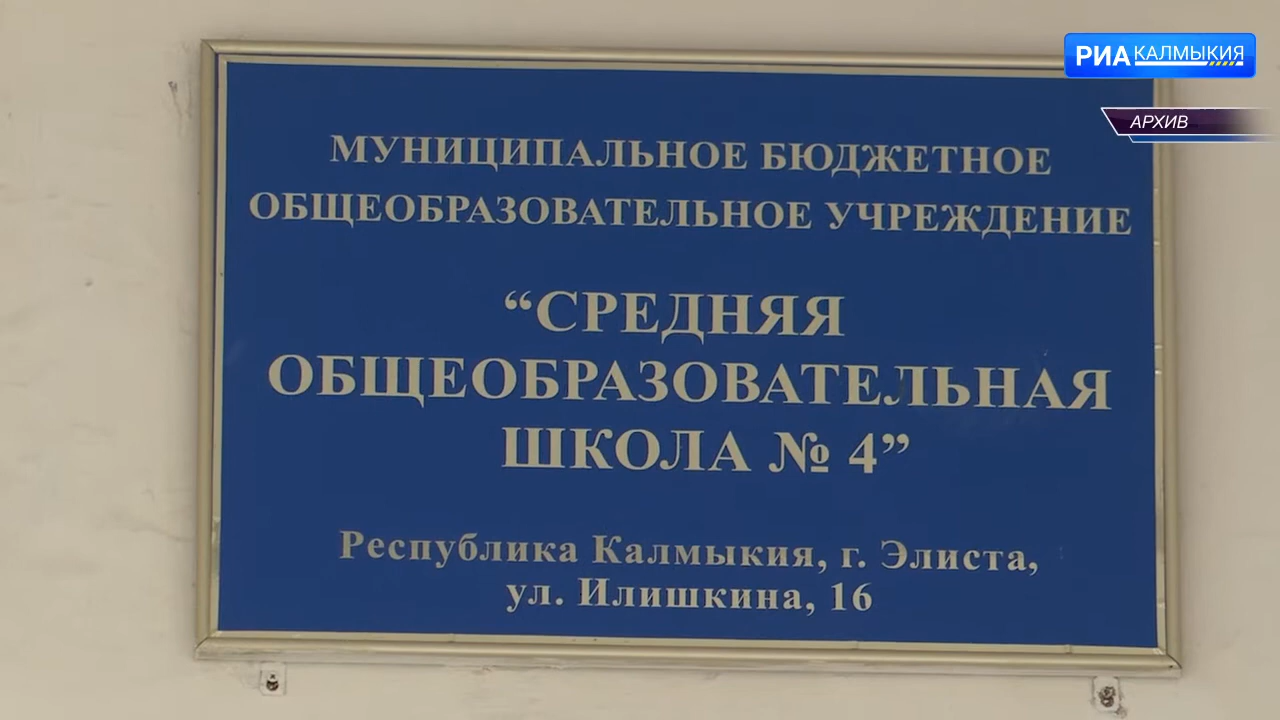 РИА КАЛМЫКИЯ
АРХИВ
МУНИЦИПАЛЬНОЕ БЮДЖЕТНОЕ
ОБЩЕОБРАЗОВАТЕЛЬНОЕ УЧРЕЖДЕНИЕ
“СРЕДНЯЯ
ОБЩЕОБРАЗОВАТЕЛЬНАЯ
ШКОЛА № 4”
Республика Калмыкия, г. Элиста,
ул. Илишкина, 16